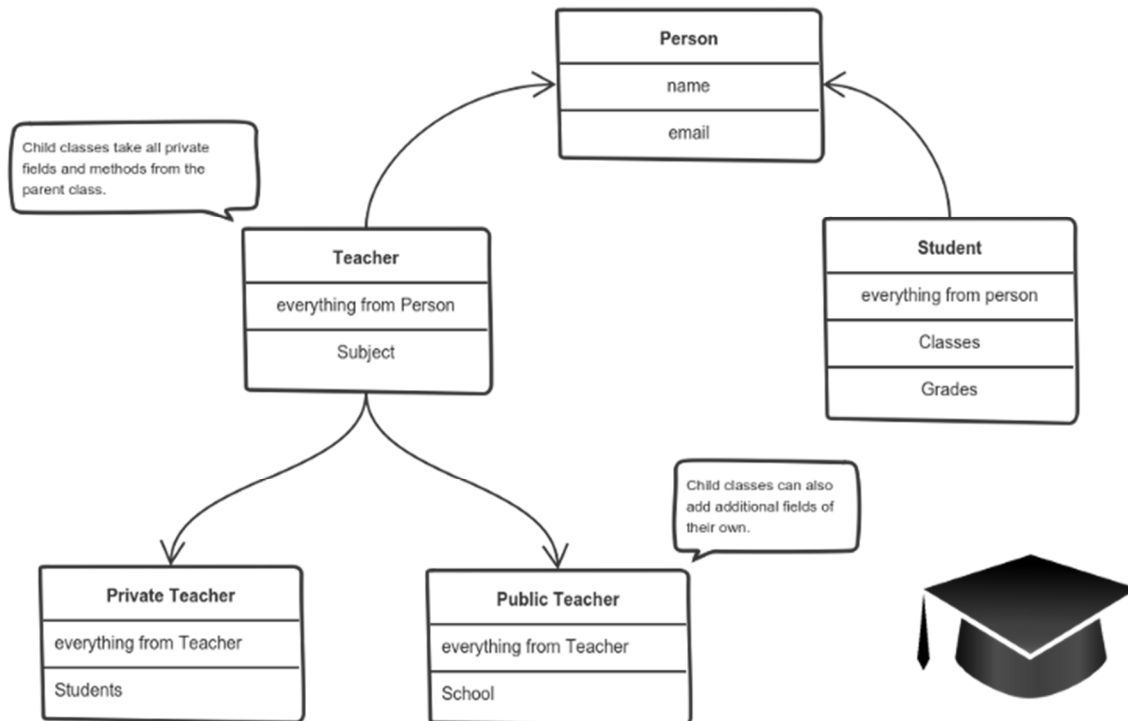 Person
name
email
Child classes take all private
fields and methods from the
parent class.
Teacher
everything from Person
Subject
Student
everything from person
Classes
Grades
Child classes can also
add additional fields of
their own.
Private Teacher
everything from Teacher
Students
Public Teacher
everything from Teacher
School